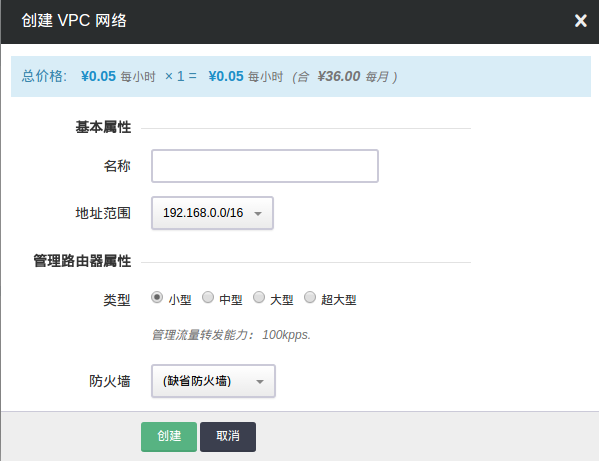 创建 VPC 网络
总价格: ¥0.05 每小时 × 1 = ¥0.05 每小时 (合 ¥36.00 每月 )
基本属性
名称
地址范围 192.168.0.0/16
管理路由器属性
类型 小型 中型 大型 超大型
管理流量转发能力： 100kpps.
防火墙 (缺省防火墙)
创建 取消